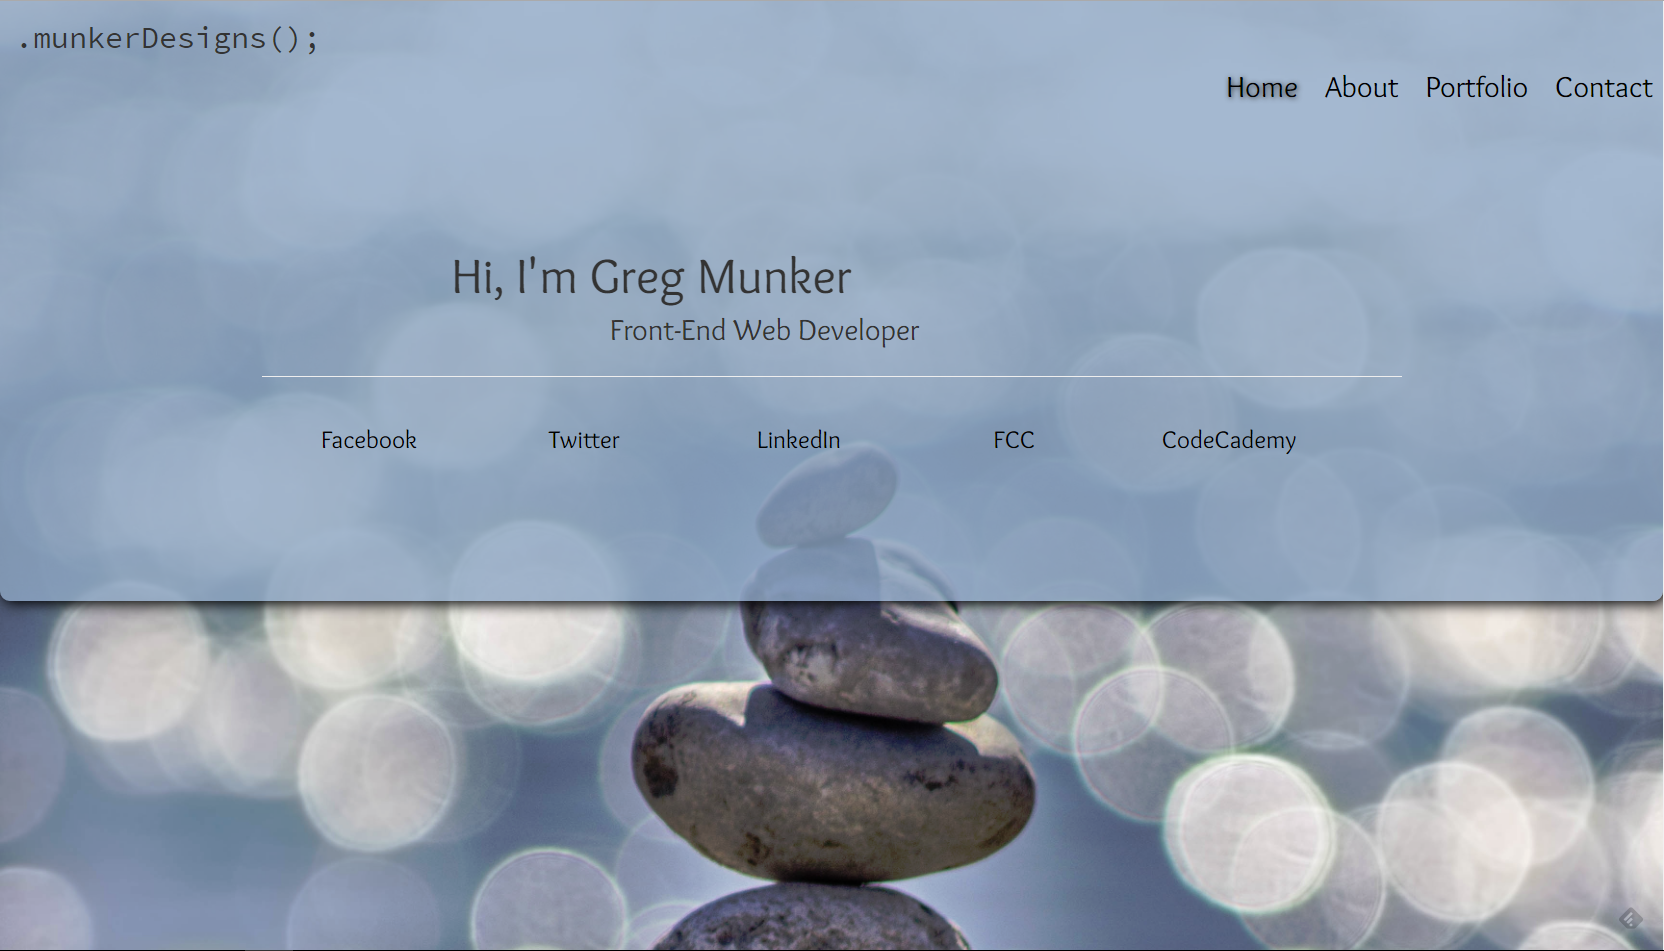 .munkerDesigns();
Home About Portfolio Contact
Hi, I'm Greg Munker
Front-End Web Developer
Facebook Twitter LinkedIn FCC CodeCademy